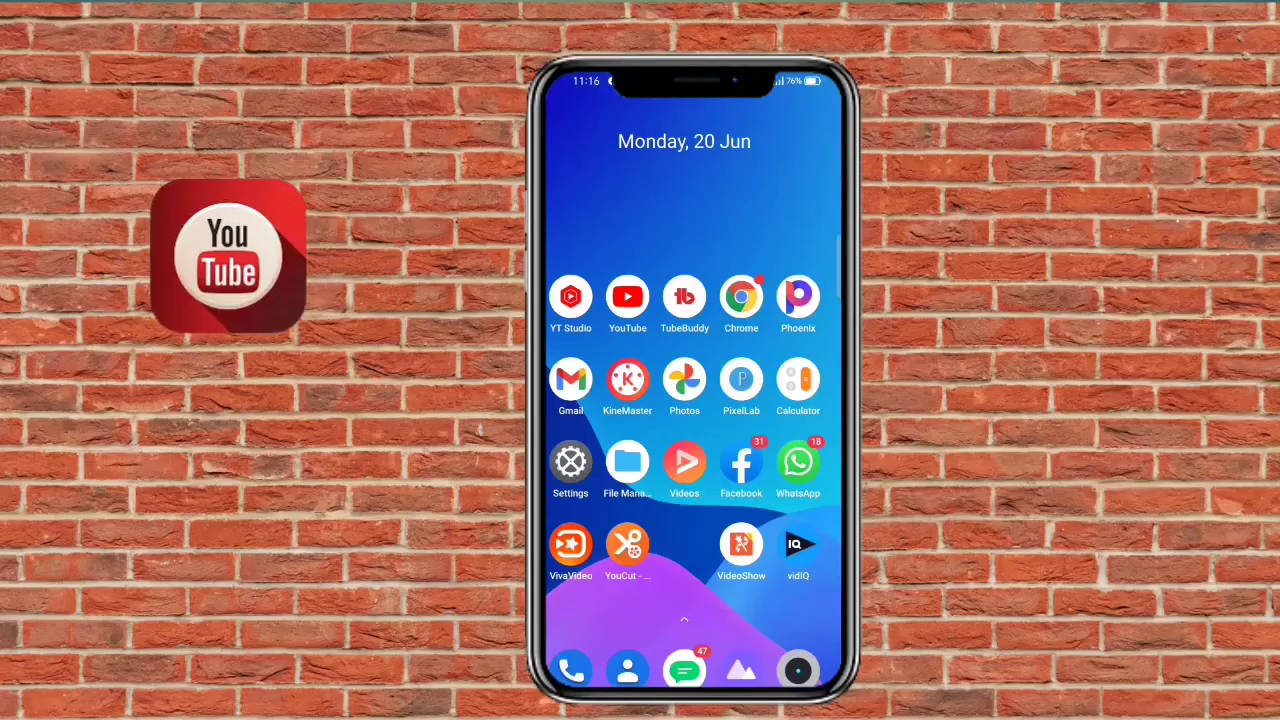 11:16
76%
Monday, 20 Jun
You
Tube
YT Studio
YouTube
TubeBuddy
Chrome
Phoenix
Gmail
KineMaster
Photos
PixelLab
Calculator
31
18
Settings
File Mana...
Videos
Facebook
WhatsApp
IQ
VivaVideo
YouCut - ...
VideoShow
vidIQ
47